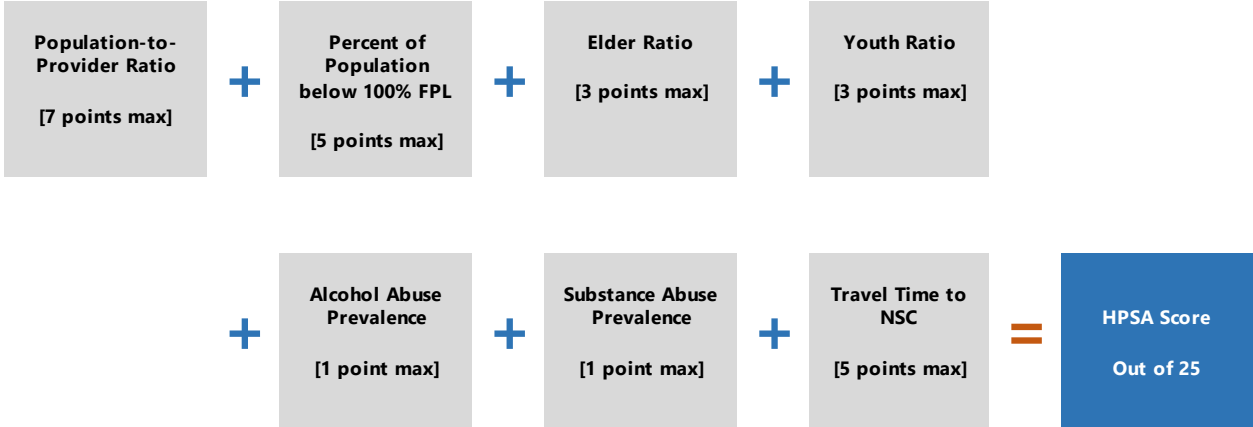 Population-to-
Provider Ratio
[7 points max]
+
Percent of
Population
below 100% FPL
[5 points max]
+
Elder Ratio
[3 points max]
+
Youth Ratio
[3 points max]
+
Alcohol Abuse
Prevalence
[1 point max]
+
Substance Abuse
Prevalence
[1 point max]
+
Travel Time to
NSC
[5 points max]
=
HPSA Score
Out of 25